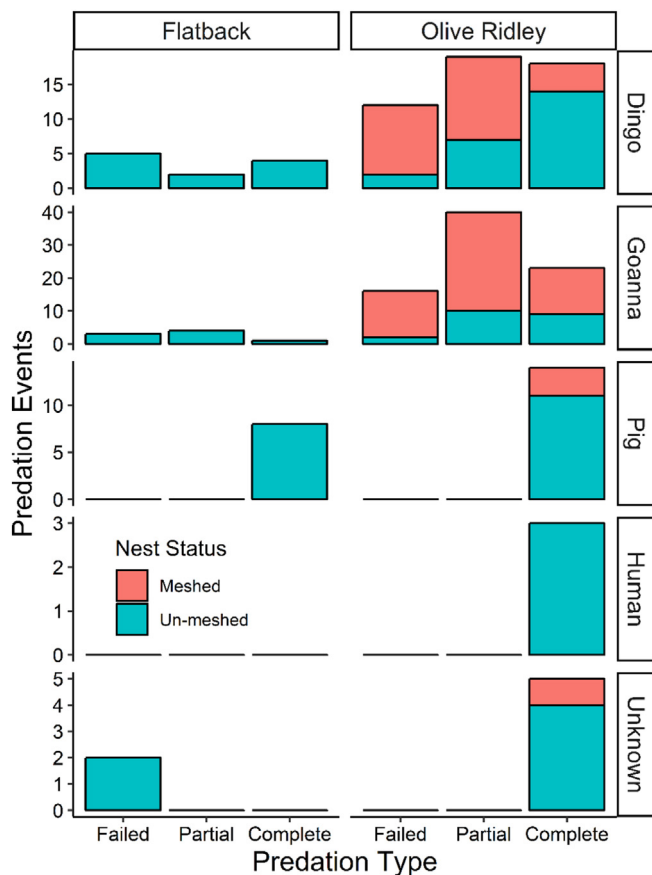 Flatback
Olive Ridley
15
10
5
0
Dingo
40
30
20
10
0
Goanna
10
5
0
Pig
3
2
1
0
Human
Nest Status
Meshed
Un-meshed
5
4
3
2
1
0
Unknown
Failed Partial Complete
Failed Partial Complete
Predation Type
Predation Events